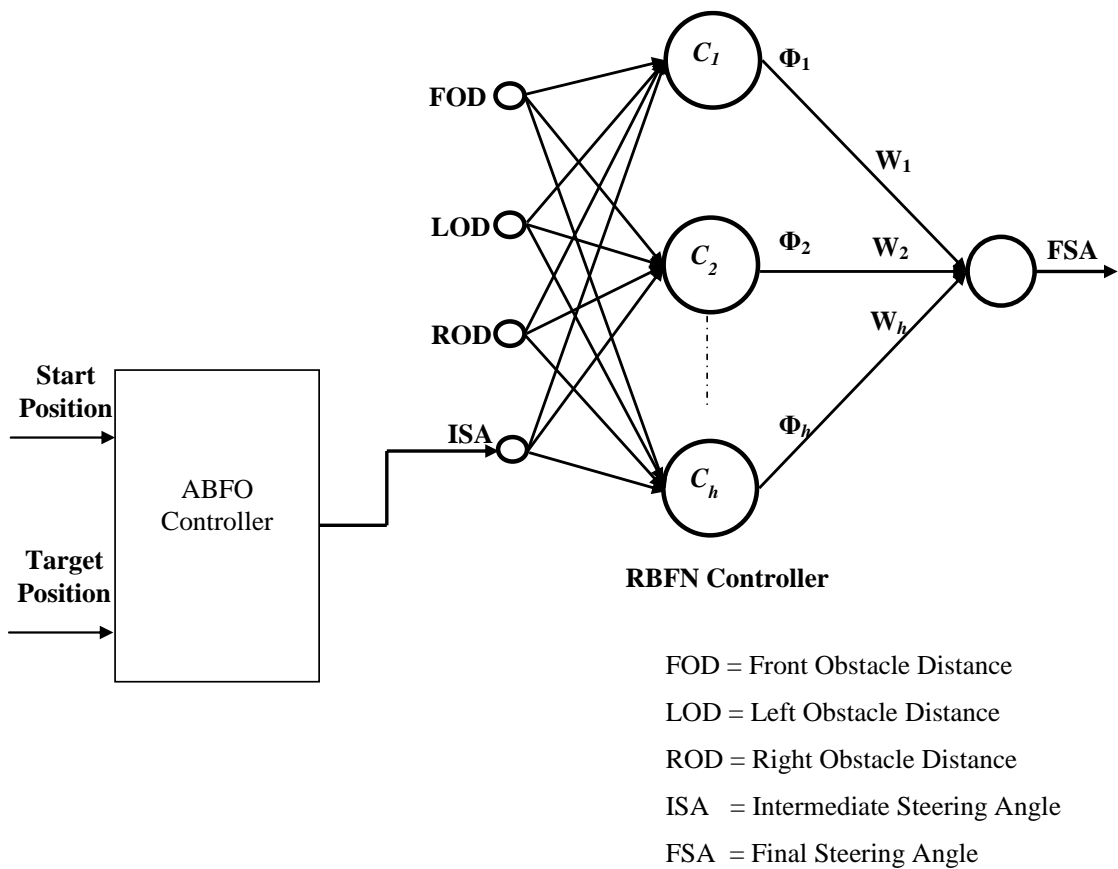 C1
Φ1
FOD
W1
LOD
C2
Φ2
W2
FSA
ROD
Wh
Start
Position
ISA
Φh
Ch
ABFO
Controller
Target
Position
RBFN Controller
FOD = Front Obstacle Distance
LOD = Left Obstacle Distance
ROD = Right Obstacle Distance
ISA = Intermediate Steering Angle
FSA = Final Steering Angle